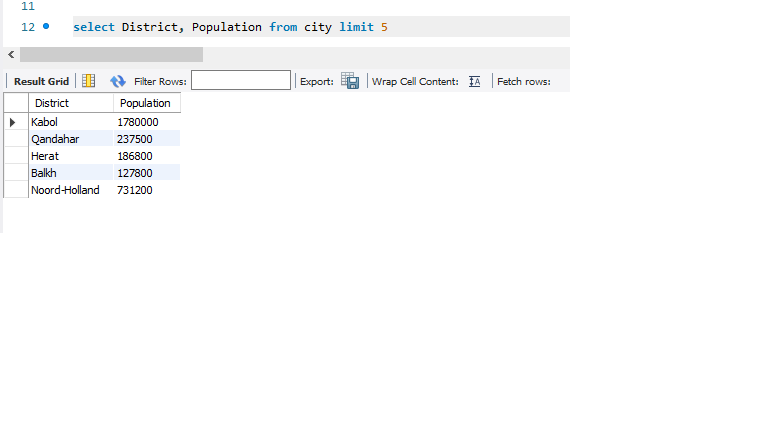 11
12 select District, Population from city limit 5
Result Grid Filter Rows: Export: Wrap Cell Content: Fetch rows:
District Population
Kabol 1780000
Qandahar 237500
Herat 186800
Balkh 127800
Noord-Holland 731200